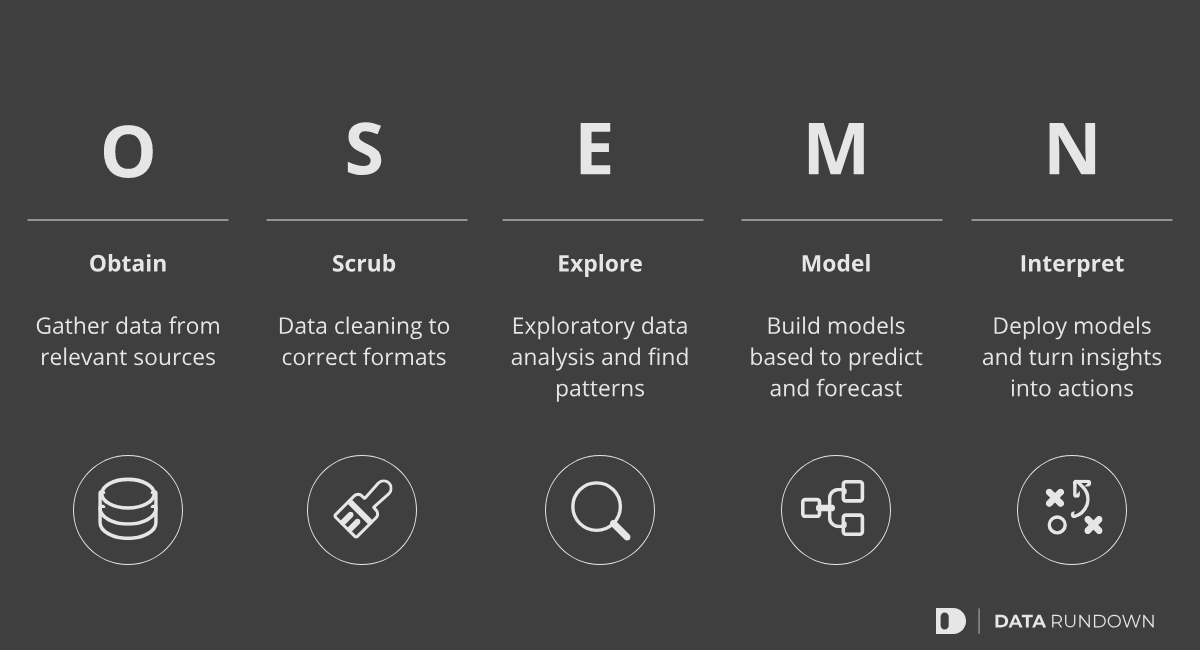 O
Obtain
Gather data from
relevant sources
S
Scrub
Data cleaning to
correct formats
E
Explore
Exploratory data
analysis and find
patterns
M
Model
Build models
based to predict
and forecast
N
Interpret
Deploy models
and turn insights
into actions
DATA RUNDOWN